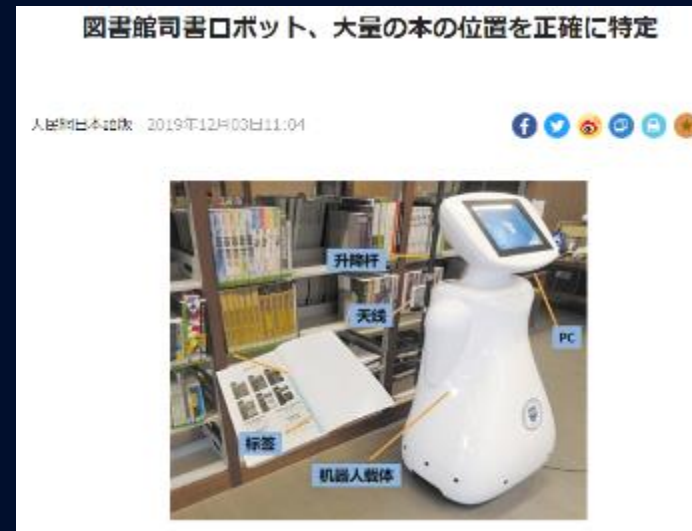 図書館司書ロボット、大量の本の位置を正確に特定
人民網日本語版 2019年12月03日11:04
升降杆
天线
PC
标签
机器人载体